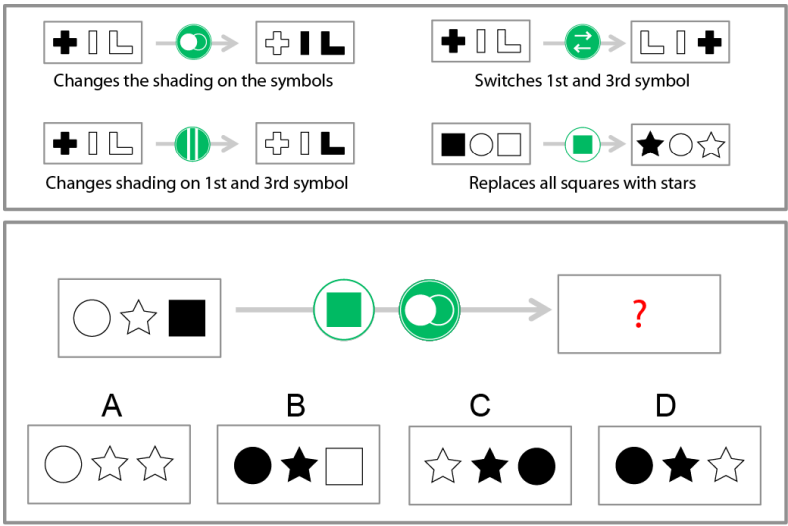 Changes the shading on the symbols
Switches 1st and 3rd symbol
Changes shading on 1st and 3rd symbol
Replaces all squares with stars
?
A B C D